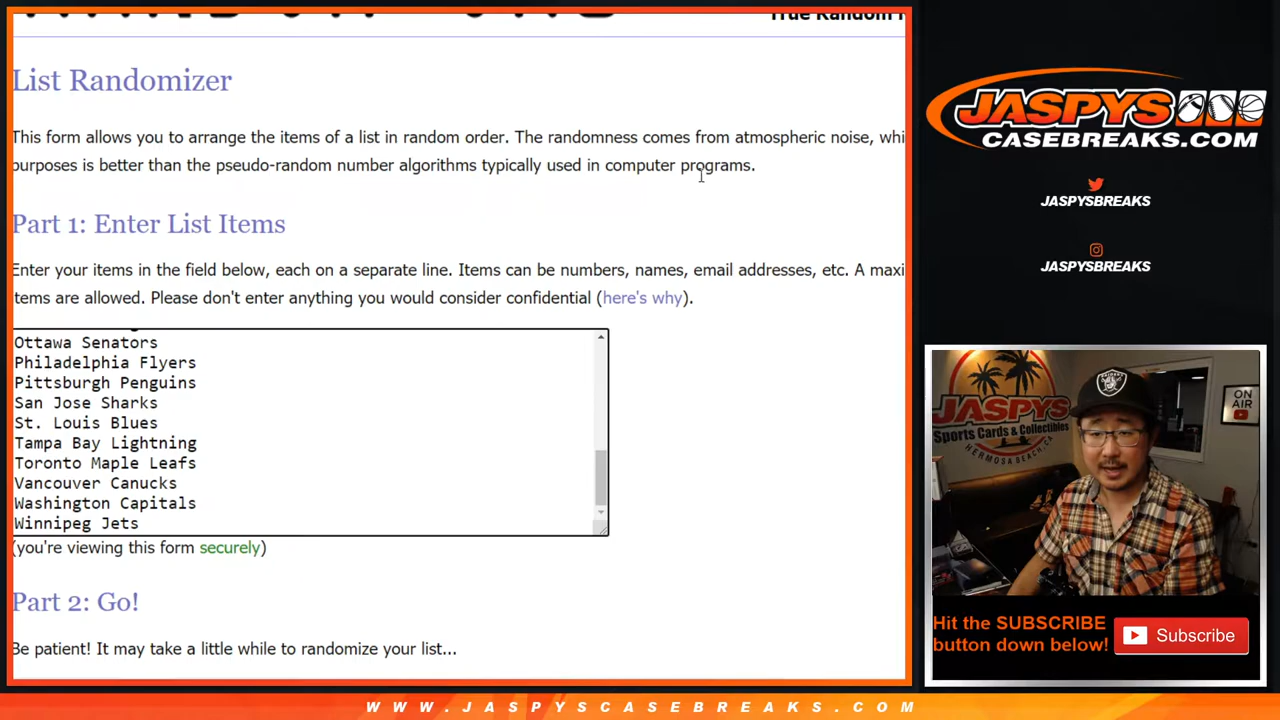 True Random
List Randomizer
This form allows you to arrange the items of a list in random order. The randomness comes from atmospheric noise,
purposes is better than the pseudo-random number algorithms typically used in computer programs.
Part 1: Enter List Items
Enter your items in the field below, each on a separate line. Items can be numbers, names, email addresses, etc. A
items are allowed. Please don't enter anything you would consider confidential (here's why).
Ottawa Senators
Philadelphia Flyers
Pittsburgh Penguins
San Jose Sharks
St. Louis Blues
Tampa Bay Lightning
Toronto Maple Leafs
Vancouver Canucks
Washington Capitals
Winnipeg Jets
(you're viewing this form securely)
Part 2: Go!
Be patient! It may take a little while to randomize your list...
JASPYS
CASEBREAKS.COM
JASPYSBREAKS
JASPYSBREAKS
JASPYS
Sports Cards & Collectibles
HERMOSA BEACH, CA
RAIDERS
ON AIR
Hit the SUBSCRIBE
button down below!
Subscribe
WWW.JASPYSCASEBREAKS.COM